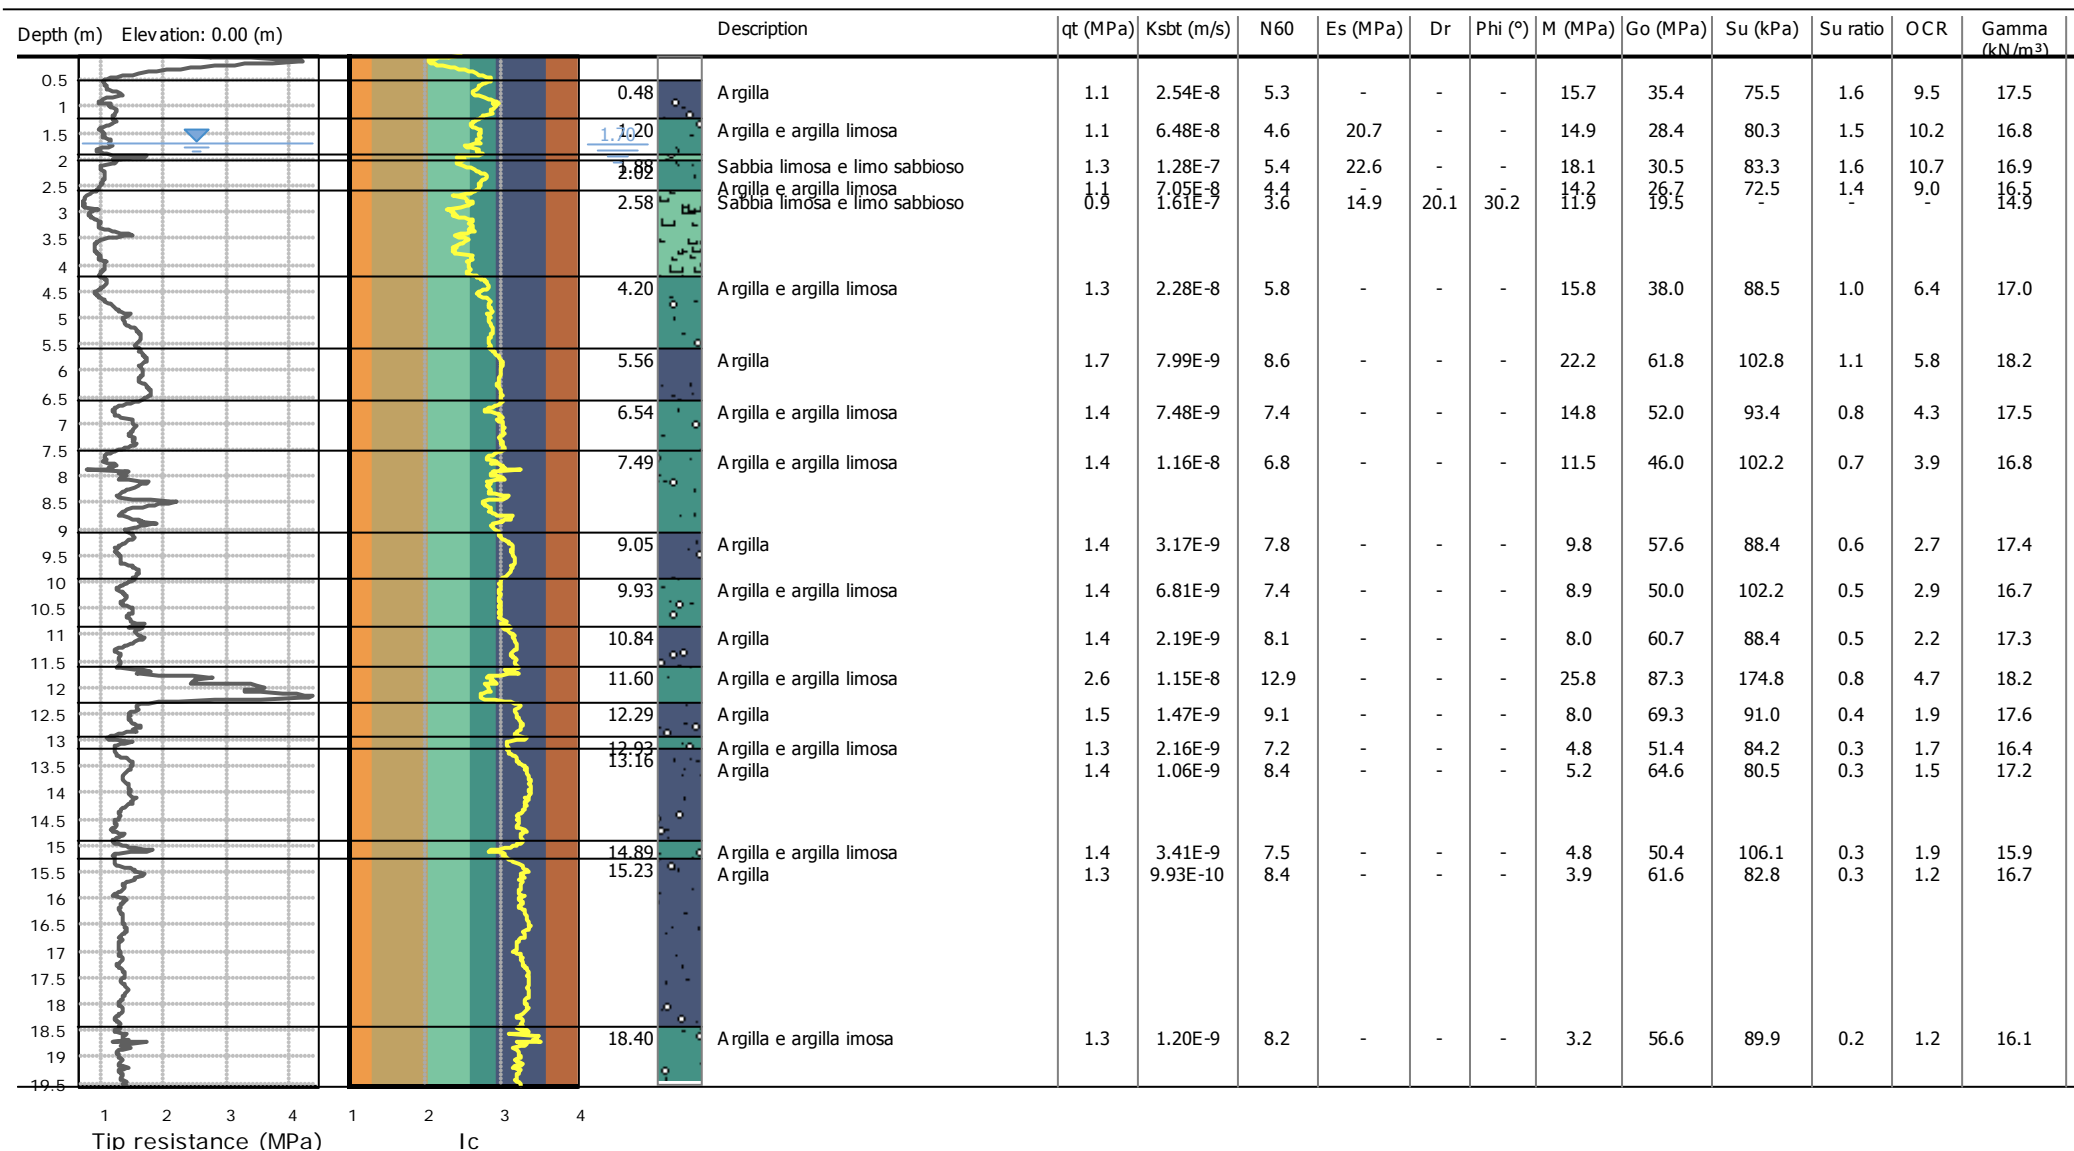 Depth (m) Elevation: 0.00 (m) Description qt (MPa) Ksbt (m/s) N60 Es (MPa) Dr Phi (°) M (MPa) Go (MPa) Su (kPa) Su ratio OCR Gamma
(kN/m³)
0.5
0.48 Argilla 1.1 2.54E-8 5.3 - - - 15.7 35.4 75.5 1.6 9.5 17.5
1
1.20 Argilla e argilla limosa 1.1 6.48E-8 4.6 20.7 - - 14.9 28.4 80.3 1.5 10.2 16.8
1.5 1.70
2
1.88 Sabbia limosa e limo sabbioso 1.3 1.28E-7 5.4 22.6 - - 18.1 30.5 83.3 1.6 10.7 16.9
2.02 Argilla e argilla limosa 1.1 7.05E-8 4.4 - - - 14.2 26.7 72.5 1.4 9.0 16.5
2.5
2.58 Sabbia limosa e limo sabbioso 0.9 1.61E-7 3.6 14.9 20.1 30.2 11.9 19.5 - - - 14.9
3
3.5
4
4.20 Argilla e argilla limosa 1.3 2.28E-8 5.8 - - - 15.8 38.0 88.5 1.0 6.4 17.0
4.5
5
5.5
5.56 Argilla 1.7 7.99E-9 8.6 - - - 22.2 61.8 102.8 1.1 5.8 18.2
6
6.5
6.54 Argilla e argilla limosa 1.4 7.48E-9 7.4 - - - 14.8 52.0 93.4 0.8 4.3 17.5
7
7.5
7.49 Argilla e argilla limosa 1.4 1.16E-8 6.8 - - - 11.5 46.0 102.2 0.7 3.9 16.8
8
8.5
9
9.05 Argilla 1.4 3.17E-9 7.8 - - - 9.8 57.6 88.4 0.6 2.7 17.4
9.5
10
9.93 Argilla e argilla limosa 1.4 6.81E-9 7.4 - - - 8.9 50.0 102.2 0.5 2.9 16.7
10.5
11
10.84 Argilla 1.4 2.19E-9 8.1 - - - 8.0 60.7 88.4 0.5 2.2 17.3
11.5
11.60 Argilla e argilla limosa 2.6 1.15E-8 12.9 - - - 25.8 87.3 174.8 0.8 4.7 18.2
12
12.5
12.29 Argilla 1.5 1.47E-9 9.1 - - - 8.0 69.3 91.0 0.4 1.9 17.6
13
12.93 Argilla e argilla limosa 1.3 2.16E-9 7.2 - - - 4.8 51.4 84.2 0.3 1.7 16.4
13.5
13.16 Argilla 1.4 1.06E-9 8.4 - - - 5.2 64.6 80.5 0.3 1.5 17.2
14
14.5
15
14.89 Argilla e argilla limosa 1.4 3.41E-9 7.5 - - - 4.8 50.4 106.1 0.3 1.9 15.9
15.5
15.23 Argilla 1.3 9.93E-10 8.4 - - - 3.9 61.6 82.8 0.3 1.2 16.7
16
16.5
17
17.5
18
18.5
18.40 Argilla e argilla imosa 1.3 1.20E-9 8.2 - - - 3.2 56.6 89.9 0.2 1.2 16.1
19
19.5
1 2 3 4 1 2 3 4
Tip resistance (MPa) Ic